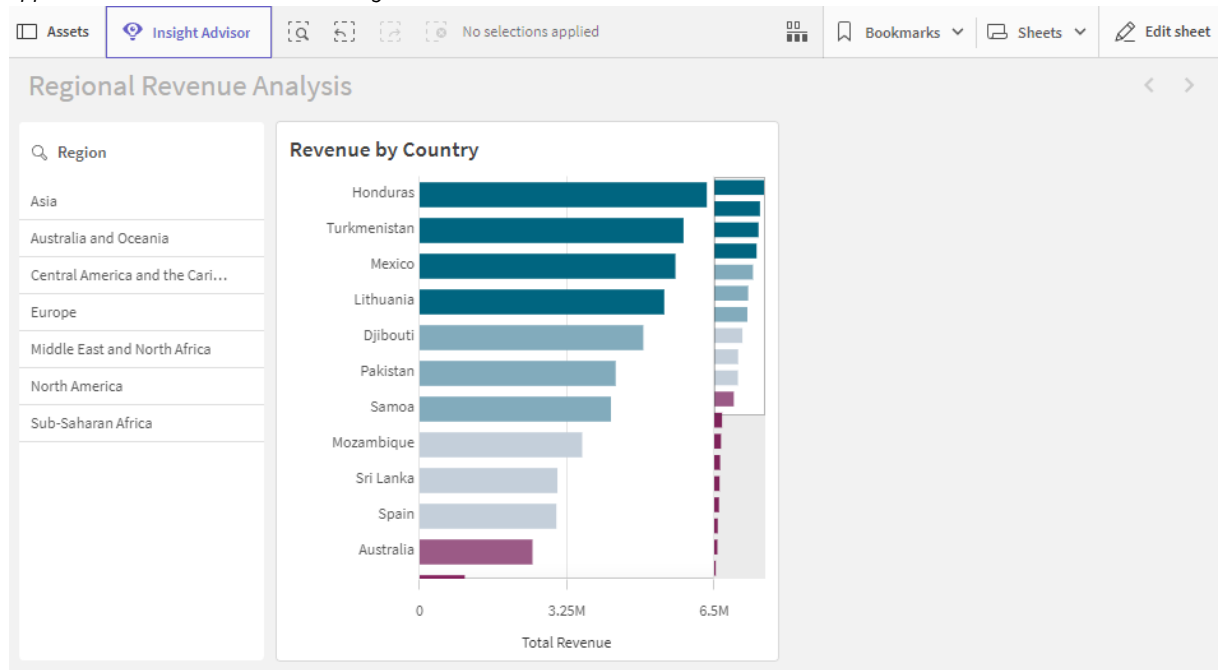 Assets
Insight Advisor
No selections applied
Bookmarks
Sheets
Edit sheet
Regional Revenue Analysis
Region
Asia
Australia and Oceania
Central America and the Cari...
Europe
Middle East and North Africa
North America
Sub-Saharan Africa
Revenue by Country
Honduras
Turkmenistan
Mexico
Lithuania
Djibouti
Pakistan
Samoa
Mozambique
Sri Lanka
Spain
Australia
0 3.25M 6.5M
Total Revenue